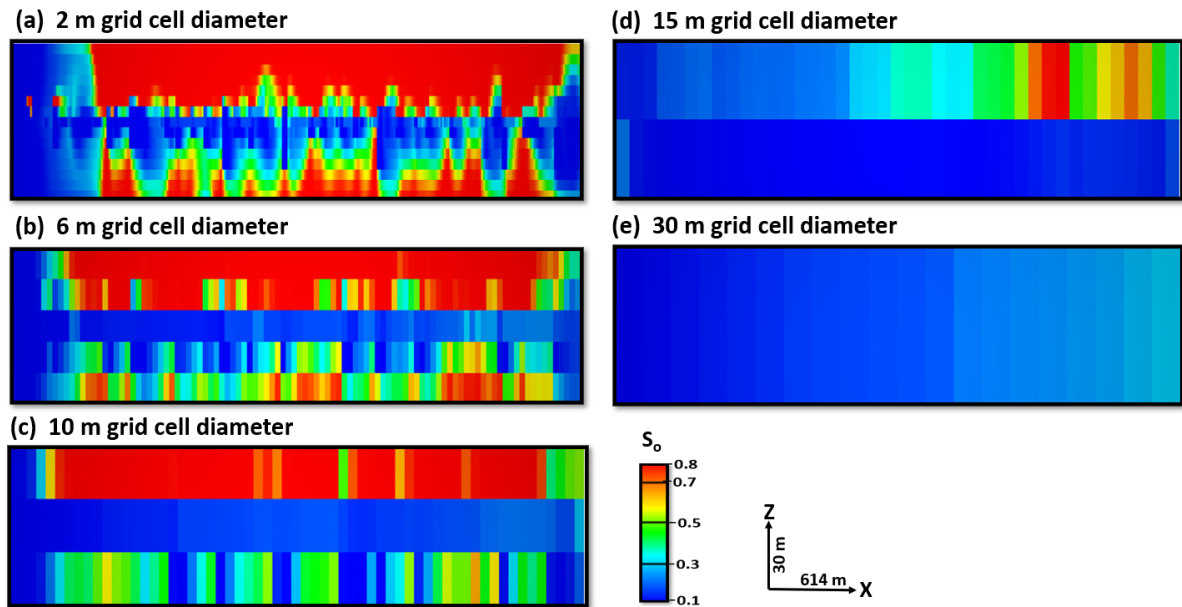 (a) 2 m grid cell diameter
(b) 6 m grid cell diameter
(c) 10 m grid cell diameter
(d) 15 m grid cell diameter
(e) 30 m grid cell diameter
So
0.8
0.7
0.5
0.3
0.1
Z
30 m
614 m
X